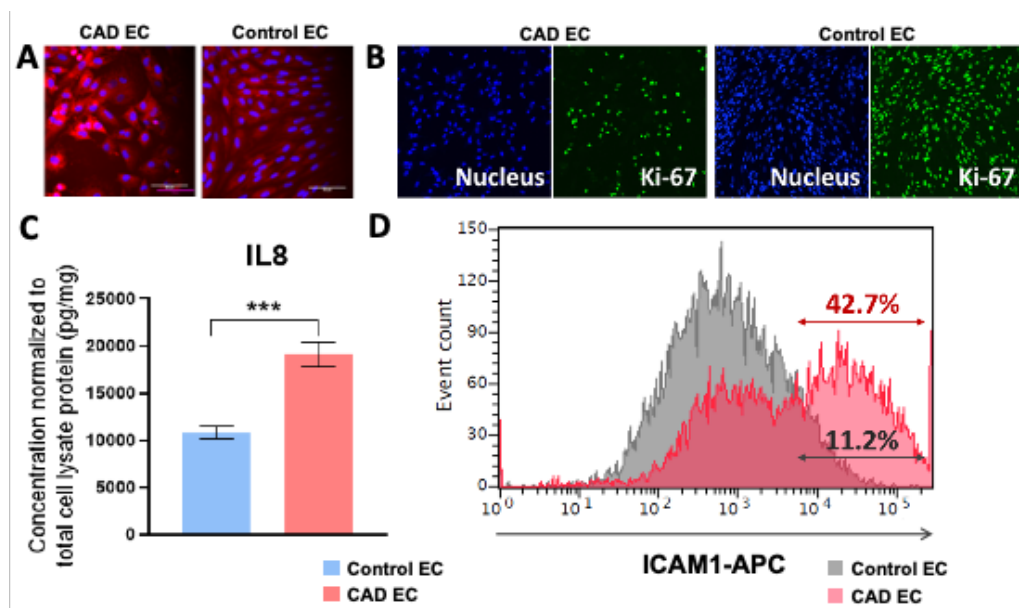 CAD EC
Control EC
A
CAD EC
Control EC
B
Nucleus
Ki-67
Nucleus
Ki-67
C
IL8
Concentration normalized to
total cell lysate protein (pg/mg)
25000
20000
15000
10000
5000
0
***
Control EC
CAD EC
D
Event count
150
120
90
60
30
0
42.7%
11.2%
10^0 10^1 10^2 10^3 10^4 10^5
ICAM1-APC
Control EC
CAD EC